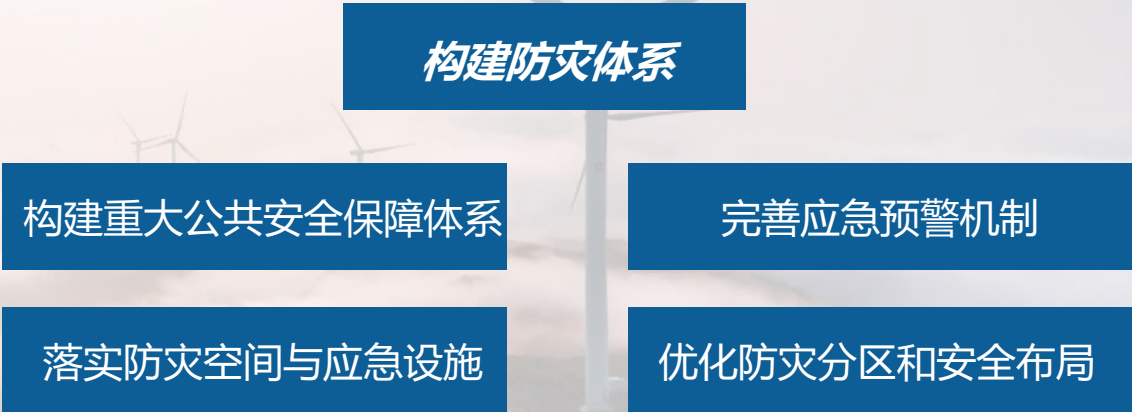 构建防灾体系
构建重大公共安全保障体系
完善应急预警机制
落实防灾空间与应急设施
优化防灾分区和安全布局